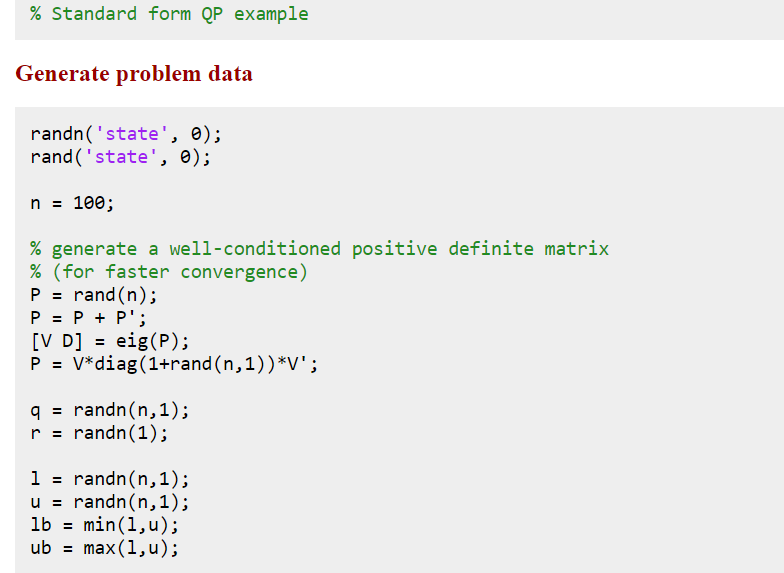 % Standard form QP example
Generate problem data
randn('state', 0);
rand('state', 0);
n = 100;
% generate a well-conditioned positive definite matrix
% (for faster convergence)
P = rand(n);
P = P + P';
[V D] = eig(P);
P = V*diag(1+rand(n,1))*V';
q = randn(n,1);
r = randn(1);
l = randn(n,1);
u = randn(n,1);
lb = min(l,u);
ub = max(l,u);